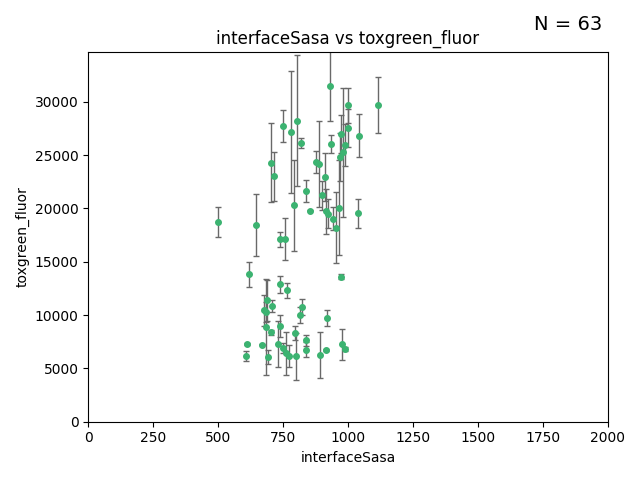 N = 63
interfaceSasa vs toxgreen_fluor
toxgreen_fluor
30000
25000
20000
15000
10000
5000
0
0 250 500 750 1000 1250 1500 1750 2000
interfaceSasa